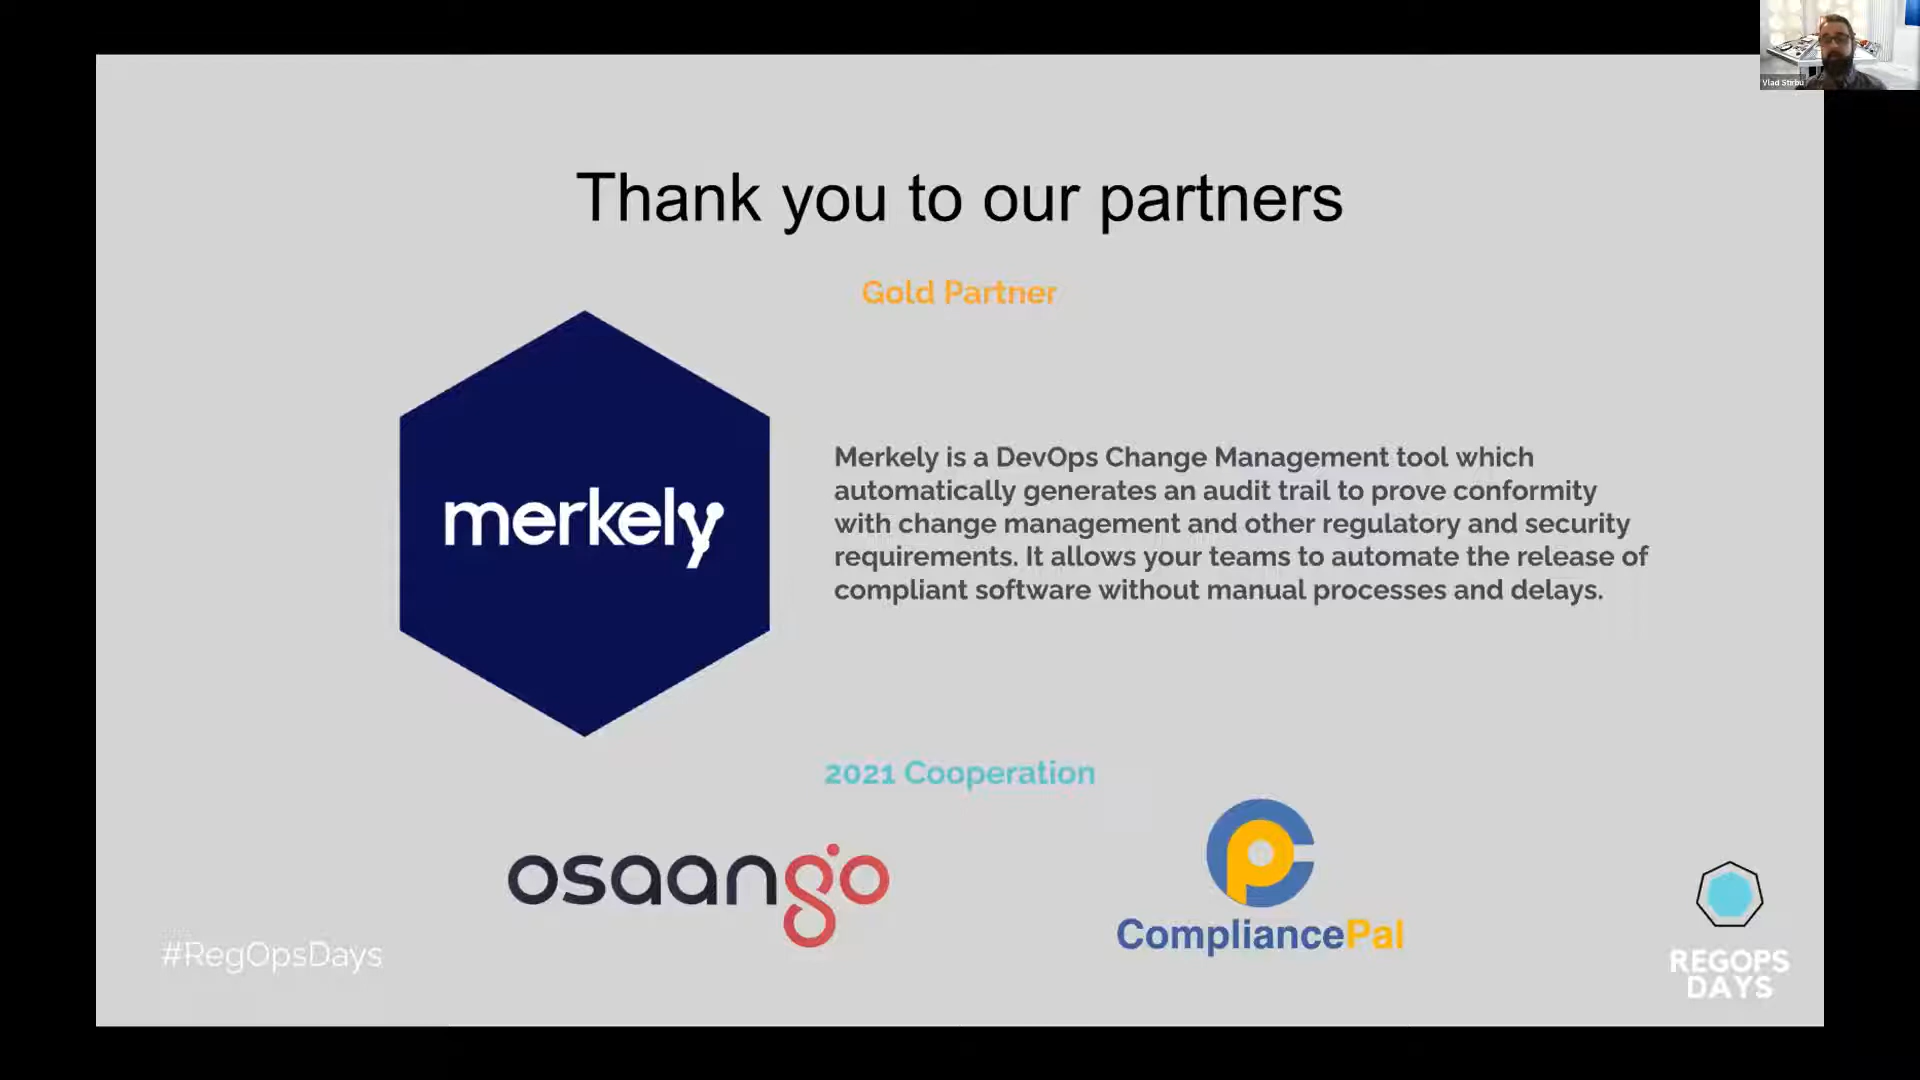 Vlad Stirbu
Thank you to our partners
Gold Partner
merkely
Merkely is a DevOps Change Management tool which
automatically generates an audit trail to prove conformity
with change management and other regulatory and security
requirements. It allows your teams to automate the release of
compliant software without manual processes and delays.
2021 Cooperation
osaango
CompliancePal
#RegOpsDays
REGOPS
DAYS